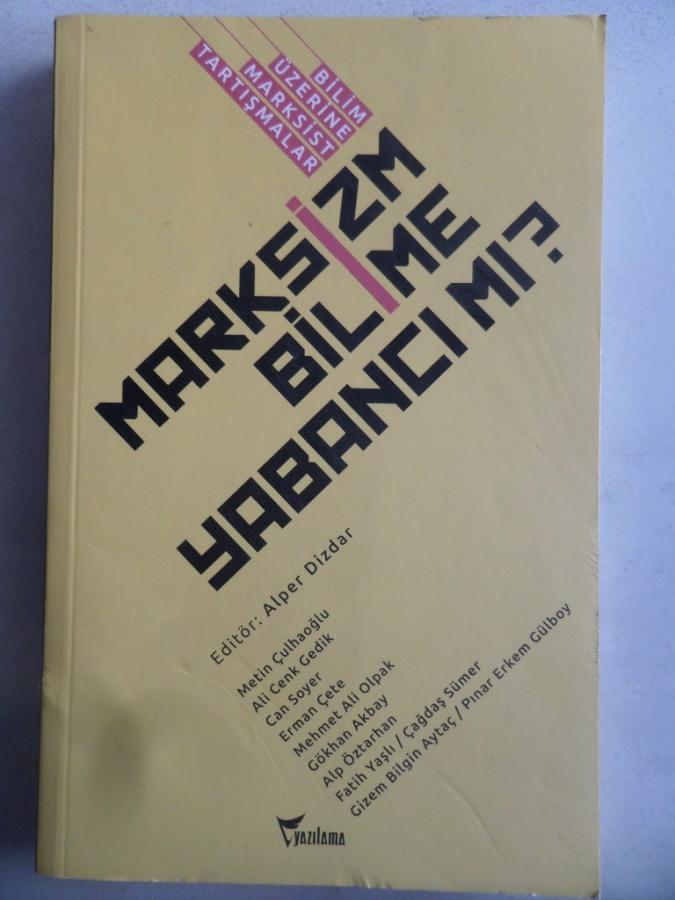 BİLİM
ÜZERİNE
MARKSİST
TARTIŞMALAR
MARKSİZM
BİLİME
YABANCI MI?
Editör: Alper Dizdar
Metin Çulhaoğlu
Ali Cenk Gedik
Can Soyer
Erman Çete
Mehmet Ali Olpak
Gökhan Akbay
Alp Öztarhan
Fatih Yaşlı / Çağdaş Sümer
Gizem Bilgin Aytaç / Pınar Erkem Gülboy
yazılama